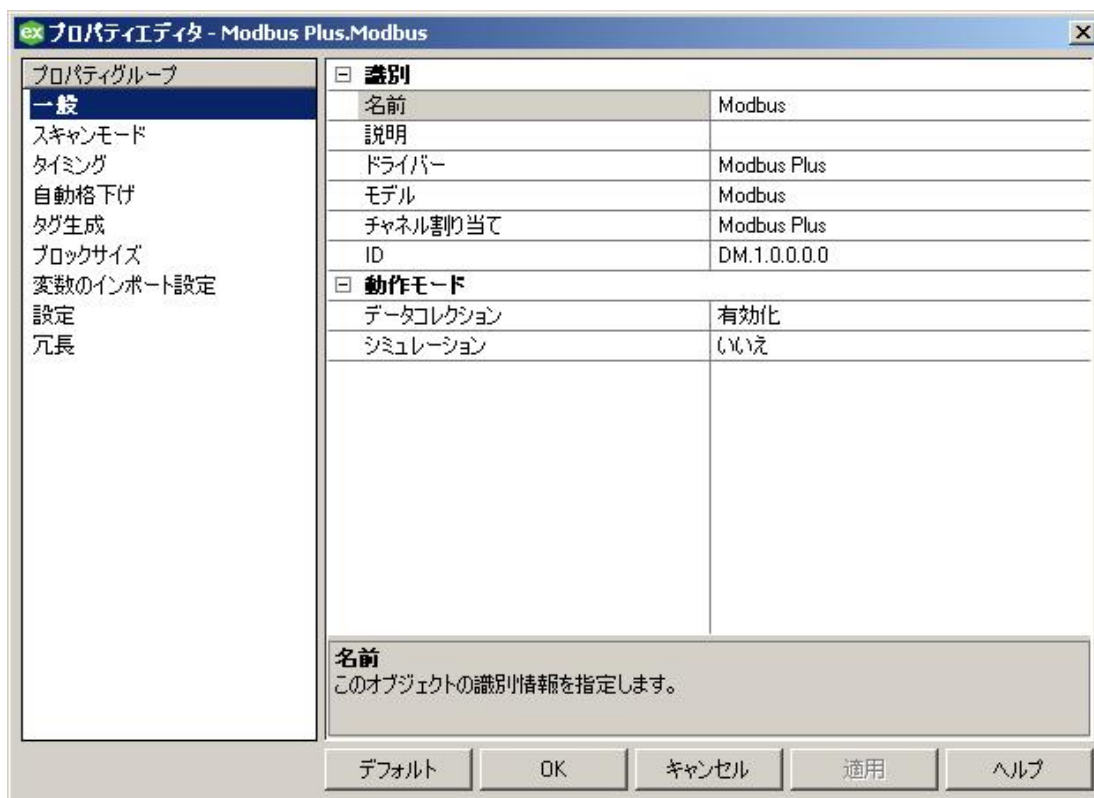 ex プロパティエディタ - Modbus Plus.Modbus
プロパティグループ
一般
スキャンモード
タイミング
自動格下げ
タグ生成
ブロックサイズ
変数のインポート設定
設定
冗長
識別
名前 Modbus
説明
ドライバー Modbus Plus
モデル Modbus
チャネル割り当て Modbus Plus
ID DM.1.0.0.0.0
動作モード
データコレクション 有効化
シミュレーション いいえ
名前
このオブジェクトの識別情報を指定します。
デフォルト OK キャンセル 適用 ヘルプ